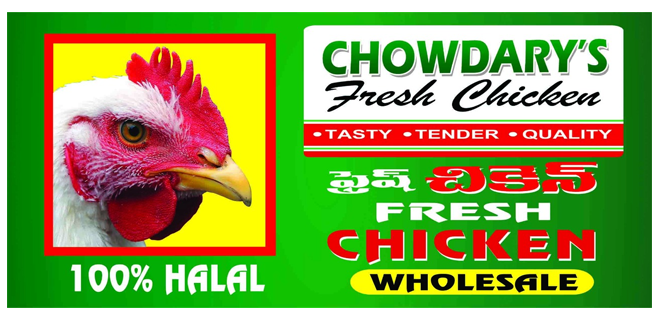 CHOWDARY'S
Fresh Chicken
• TASTY • TENDER • QUALITY
ఫ్రెష్ చికెన్
FRESH
CHICKEN
WHOLESALE
100% HALAL